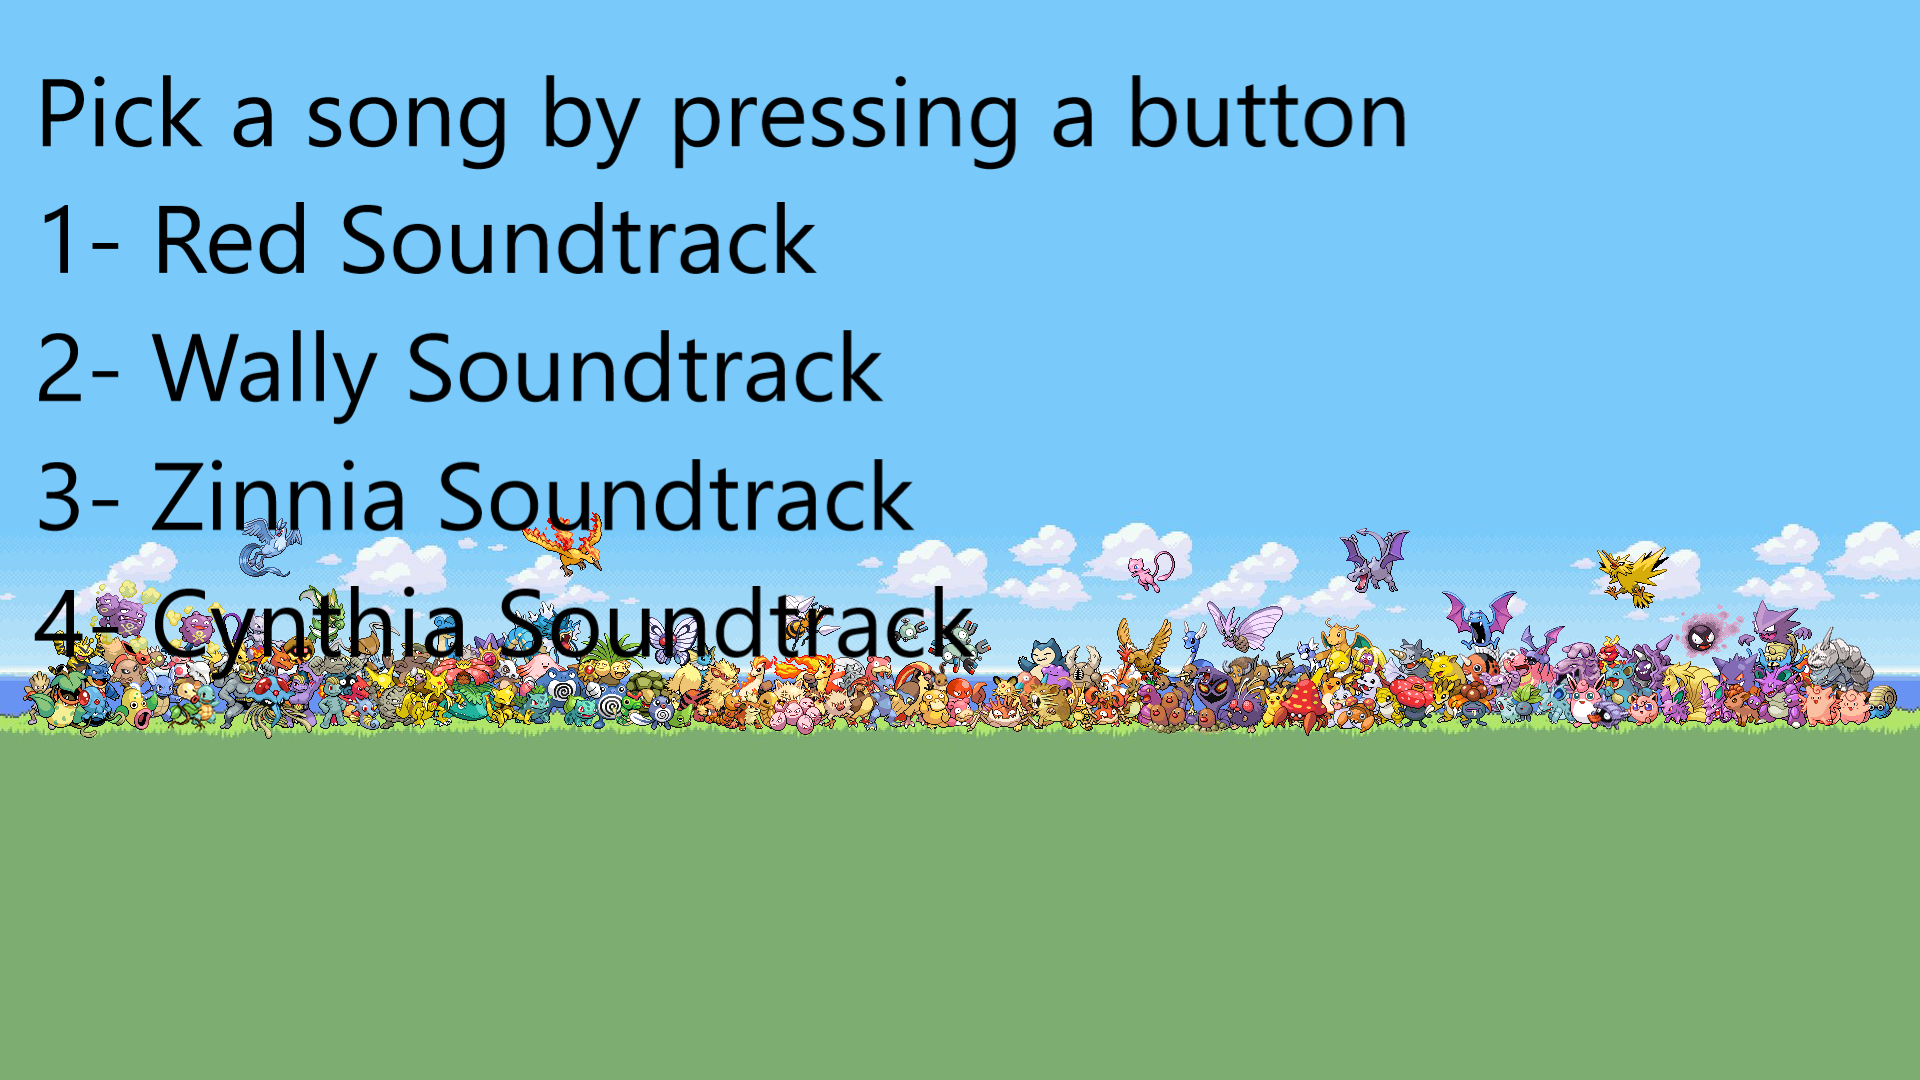 Pick a song by pressing a button
1- Red Soundtrack
2- Wally Soundtrack
3- Zinnia Soundtrack
4- Cynthia Soundtrack